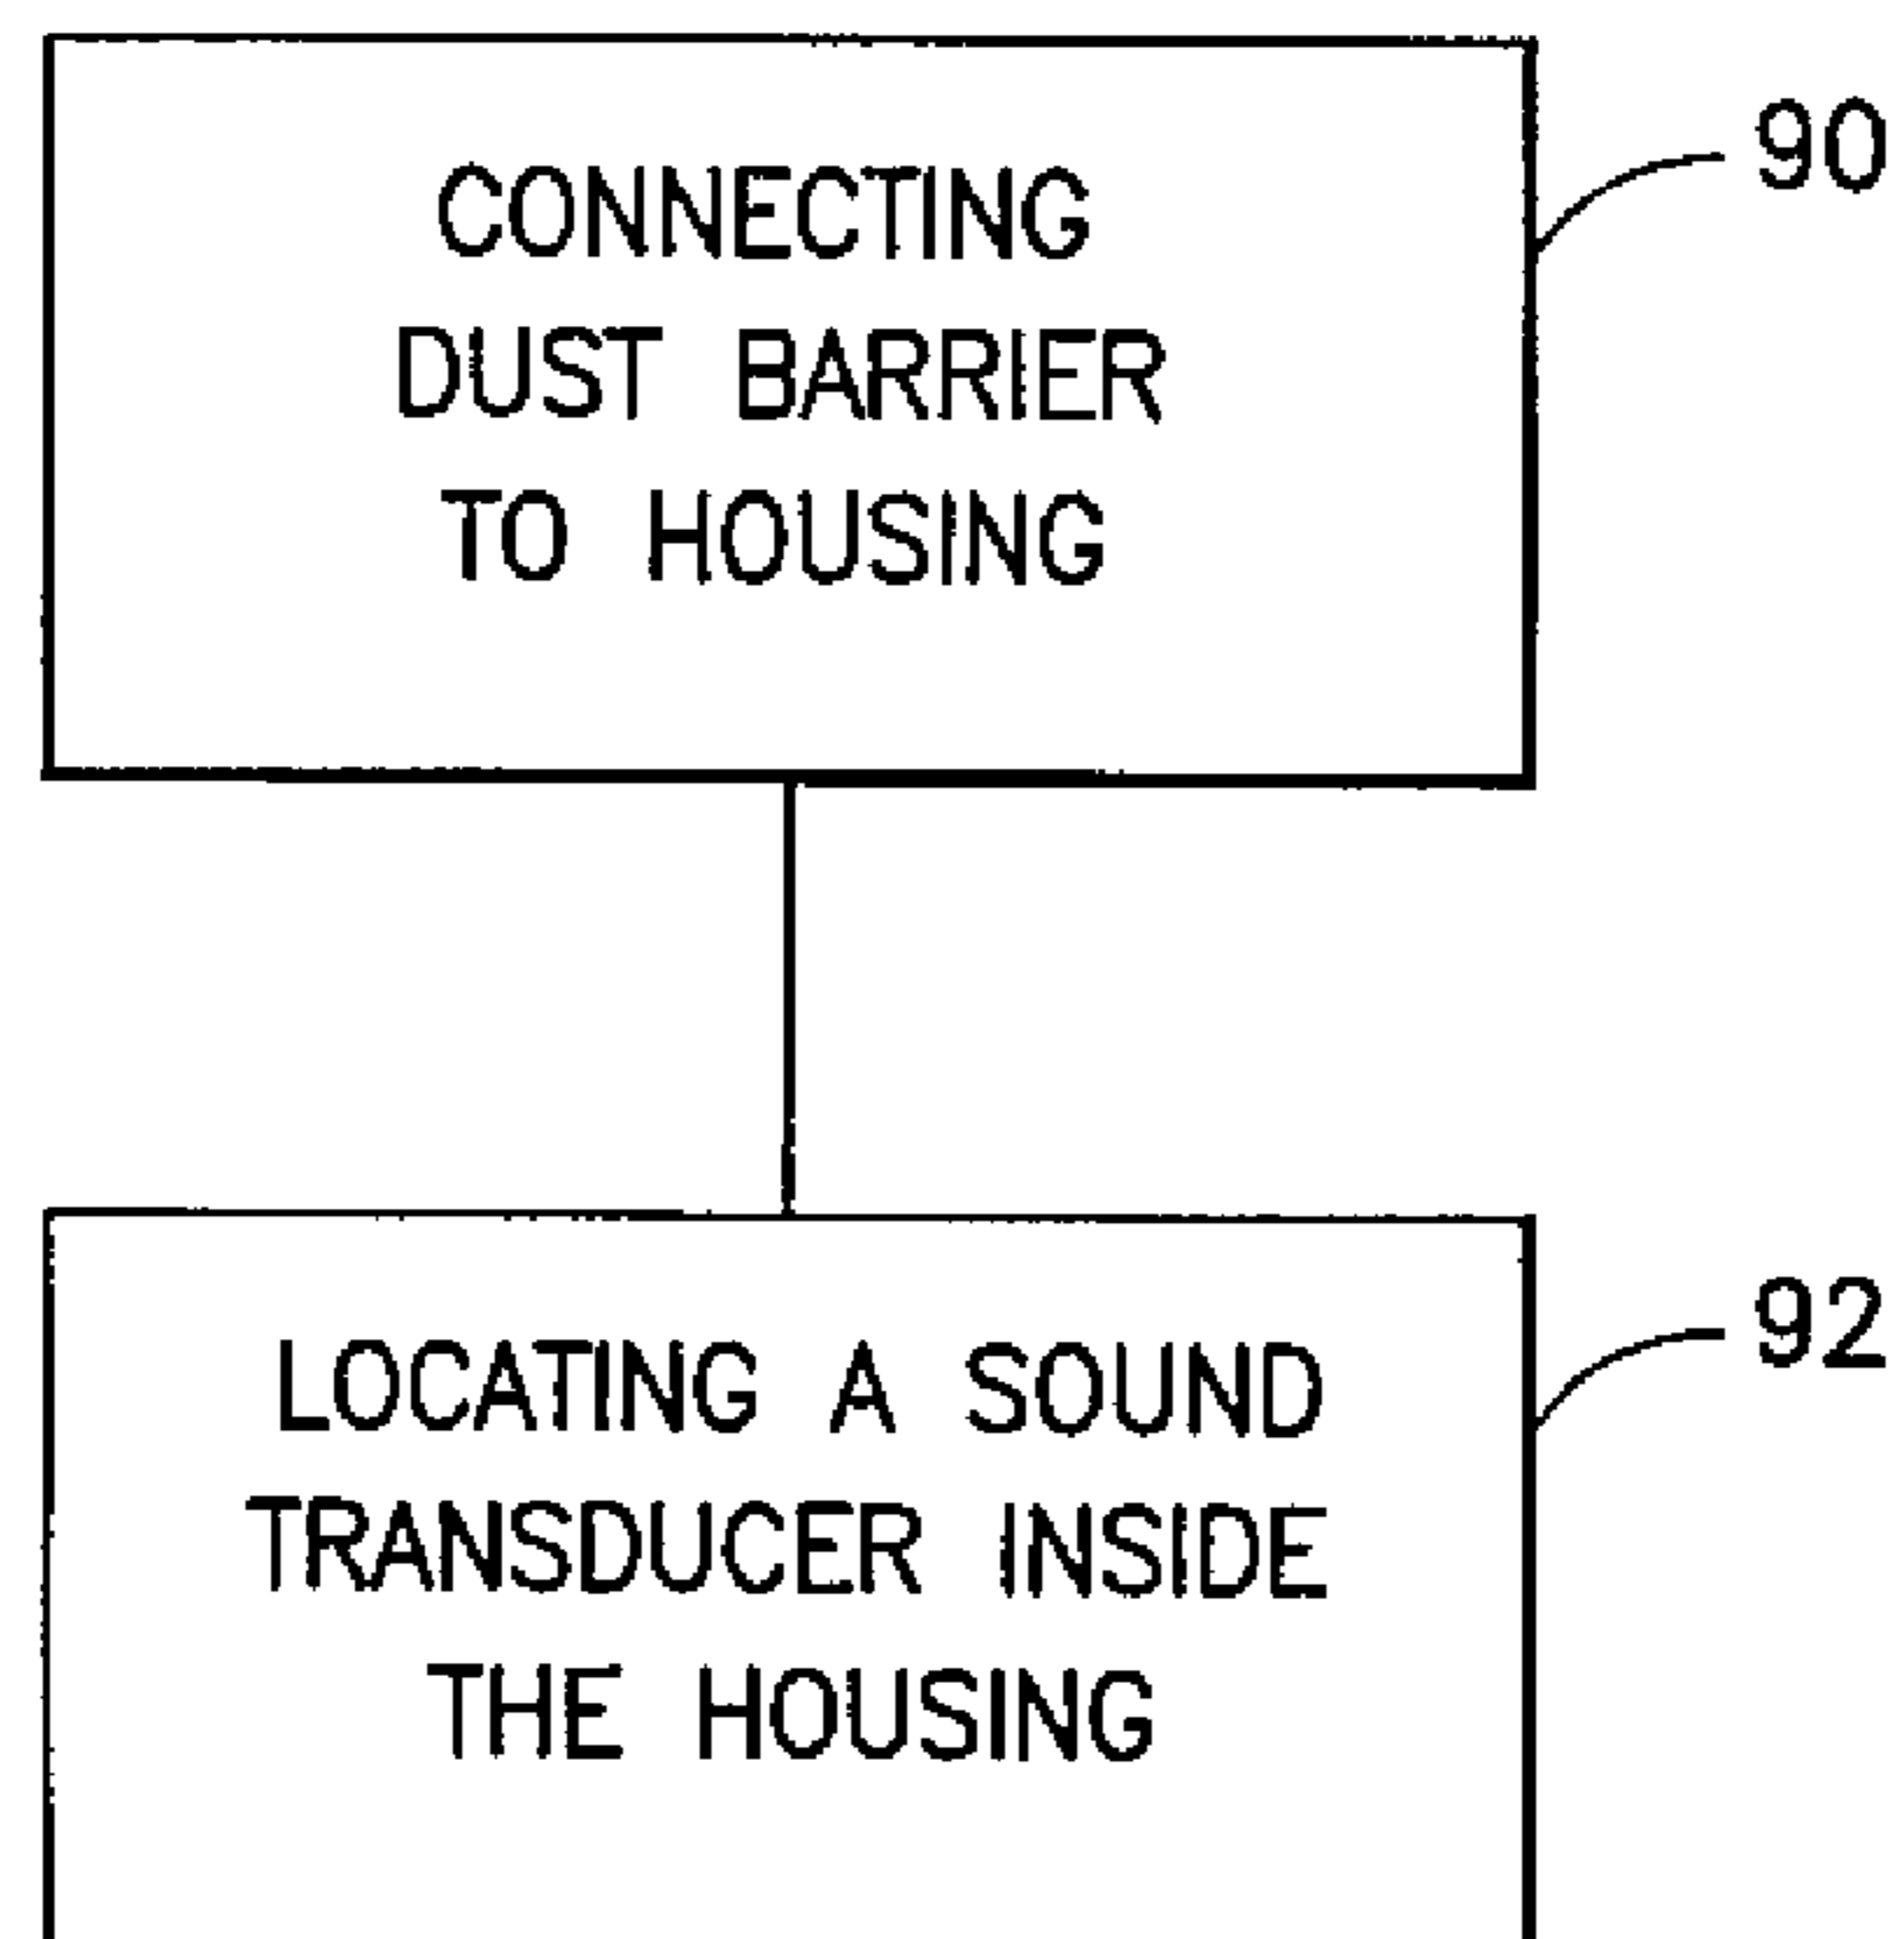 CONNECTING
DUST BARRIER
TO HOUSING
90
LOCATING A SOUND
TRANSDUCER INSIDE
THE HOUSING
92